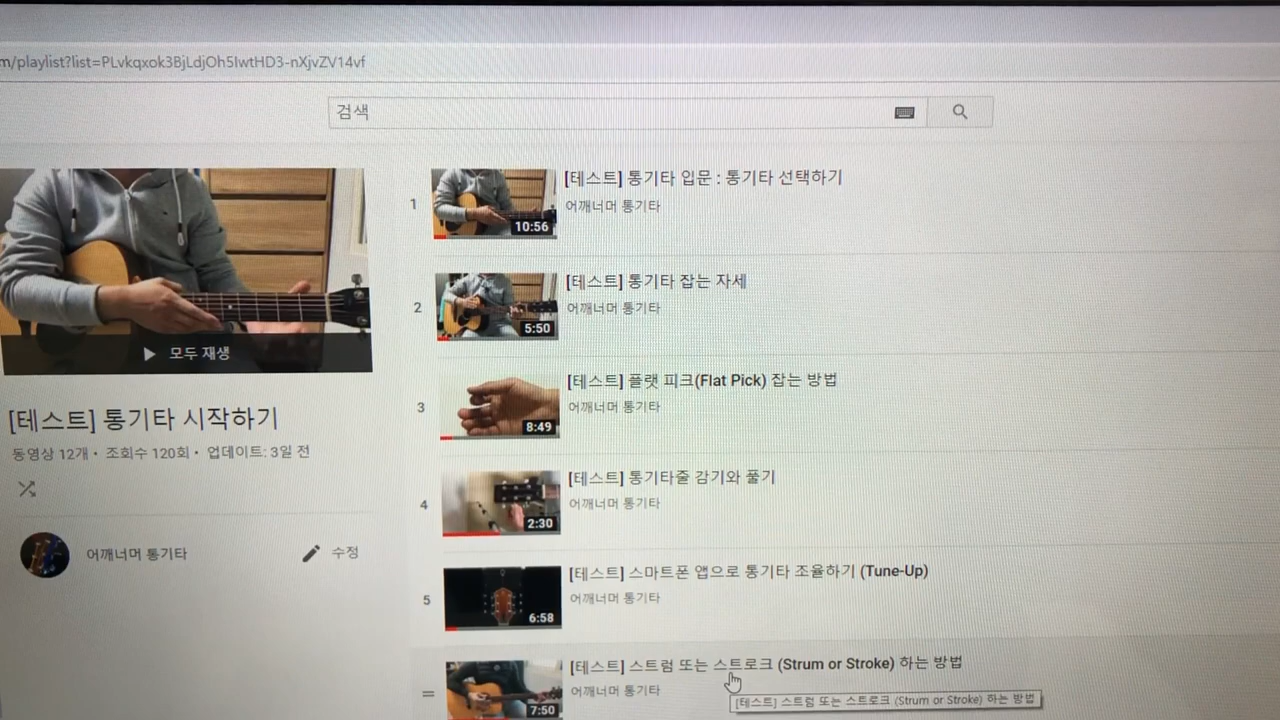 m/playlist?list=PLvkqxok3BjLdjOh5IwtHD3-nXjvZV14vf
검색
모두 재생
[테스트] 통기타 시작하기
동영상 12개 • 조회수 120회 • 업데이트: 3일 전
어깨너머 통기타
수정
1
10:56
[테스트] 통기타 입문 : 통기타 선택하기
어깨너머 통기타
2
5:50
[테스트] 통기타 잡는 자세
어깨너머 통기타
3
8:49
[테스트] 플랫 피크(Flat Pick) 잡는 방법
어깨너머 통기타
4
2:30
[테스트] 통기타줄 감기와 풀기
어깨너머 통기타
5
6:58
[테스트] 스마트폰 앱으로 통기타 조율하기 (Tune-Up)
어깨너머 통기타
7:50
[테스트] 스트럼 또는 스트로크 (Strum or Stroke) 하는 방법
어깨너머 통기타
[테스트] 스트럼 또는 스트로크 (Strum or Stroke) 하는 방법